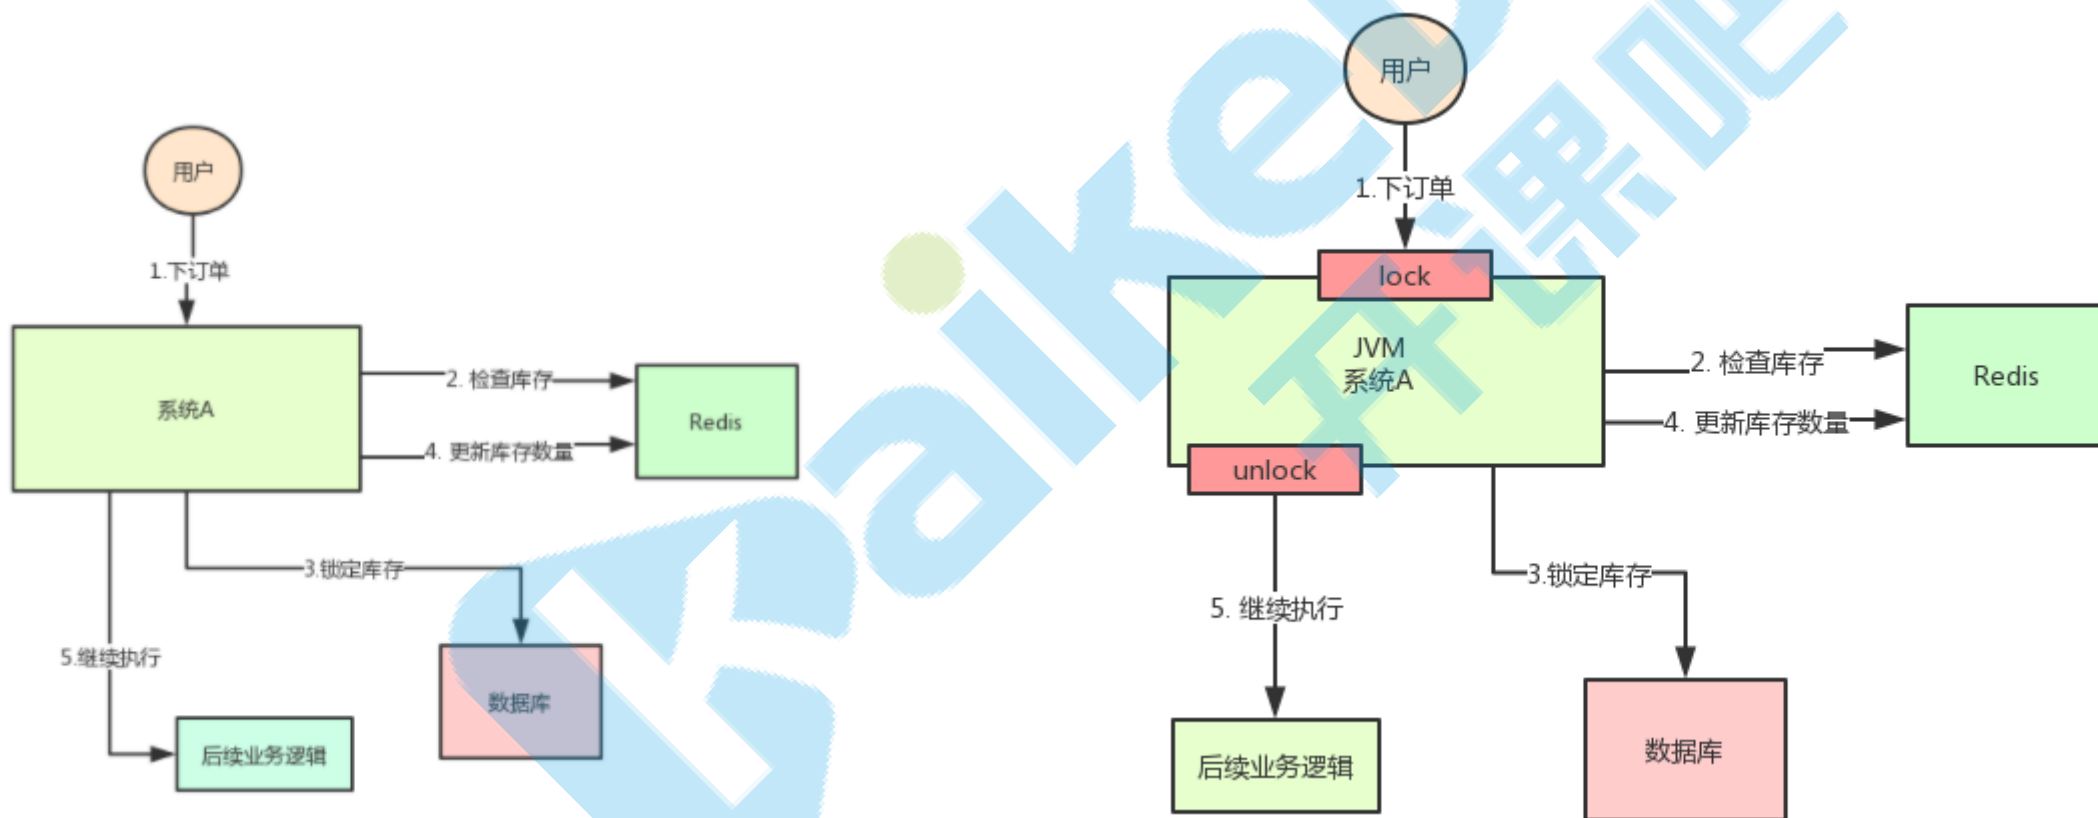 用户
1.下订单
系统A
2. 检查库存
4. 更新库存数量
Redis
3.锁定库存
5.继续执行
数据库
后续业务逻辑
用户
1.下订单
lock
JVM
系统A
2. 检查库存
4. 更新库存数量
Redis
unlock
3.锁定库存
5. 继续执行
数据库
后续业务逻辑
Kaikeb
开课吧